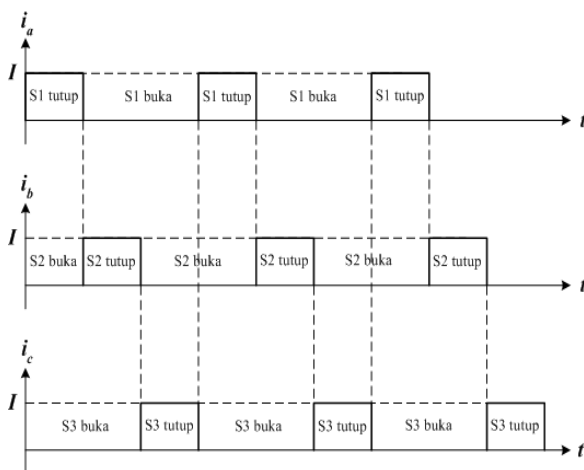 i_a
I
S1 tutup S1 buka S1 tutup S1 buka S1 tutup
t
i_b
I
S2 buka S2 tutup S2 buka S2 tutup S2 buka S2 tutup
t
i_c
I
S3 buka S3 tutup S3 buka S3 tutup S3 buka S3 tutup
t